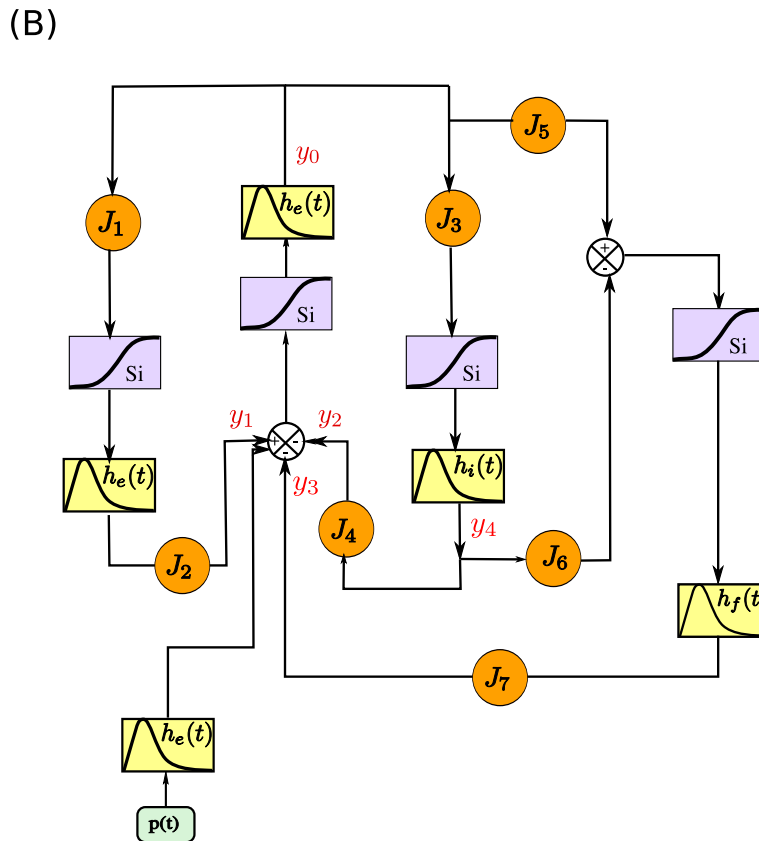 (B)
J5
y0
he(t)
J1
J3
+
-
Si
Si
Si
Si
y1
y2
+
-
-
he(t)
hi(t)
y3
J4
y4
J2
J6
hf(t
J7
he(t)
p(t)